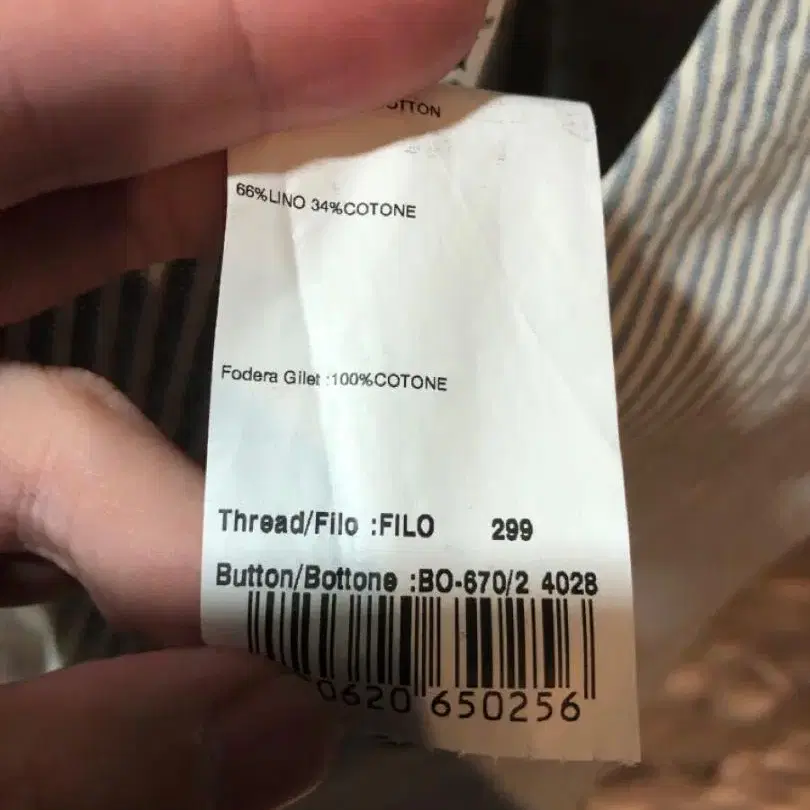 66%LINO 34%COTONE
Fodera Gilet :100%COTONE
Thread/Filo :FILO 299
Button/Bottone :BO-670/2 4028
0620 650256